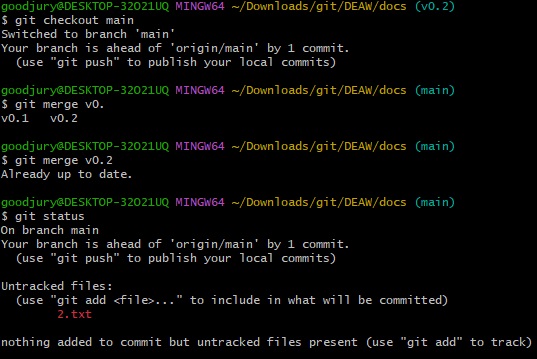 goodjury@DESKTOP-32O21UQ MINGW64 ~/Downloads/git/DEAW/docs (v0.2)
$ git checkout main
Switched to branch 'main'
Your branch is ahead of 'origin/main' by 1 commit.
  (use "git push" to publish your local commits)

goodjury@DESKTOP-32O21UQ MINGW64 ~/Downloads/git/DEAW/docs (main)
$ git merge v0.
v0.1   v0.2

goodjury@DESKTOP-32O21UQ MINGW64 ~/Downloads/git/DEAW/docs (main)
$ git merge v0.2
Already up to date.

goodjury@DESKTOP-32O21UQ MINGW64 ~/Downloads/git/DEAW/docs (main)
$ git status
On branch main
Your branch is ahead of 'origin/main' by 1 commit.
  (use "git push" to publish your local commits)

Untracked files:
  (use "git add <file>..." to include in what will be committed)
        2.txt

nothing added to commit but untracked files present (use "git add" to track)